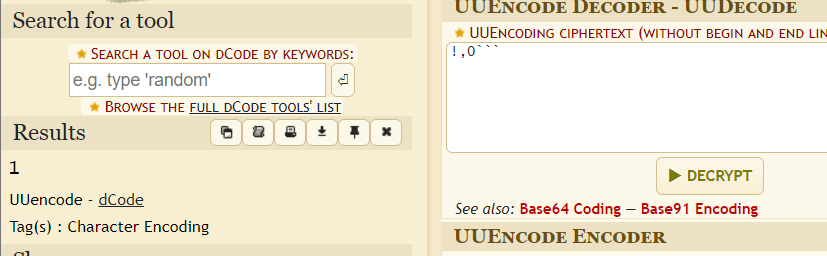 Search for a tool
★ Search a tool on dCode by keywords:
e.g. type 'random'
★ Browse the full dCode tools' list
Results
1
UUencode - dCode
Tag(s) : Character Encoding
UUEncode Decoder - UUDecode
★ UUEncoding ciphertext (without begin and end lin
!,0```
▶ DECRYPT
See also: Base64 Coding — Base91 Encoding
UUEncode Encoder